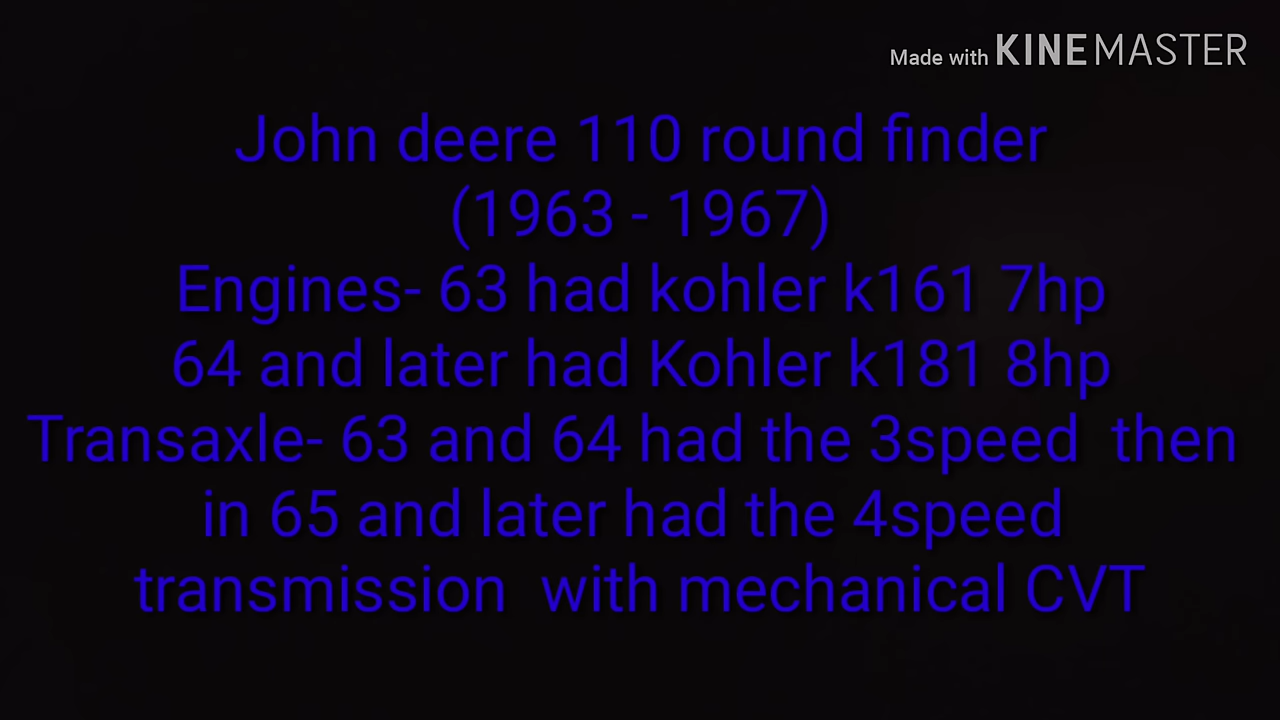 Made with KINEMASTER
John deere 110 round finder
(1963 - 1967)
Engines- 63 had kohler k161 7hp
64 and later had Kohler k181 8hp
Transaxle- 63 and 64 had the 3speed  then
in 65 and later had the 4speed
transmission  with mechanical CVT